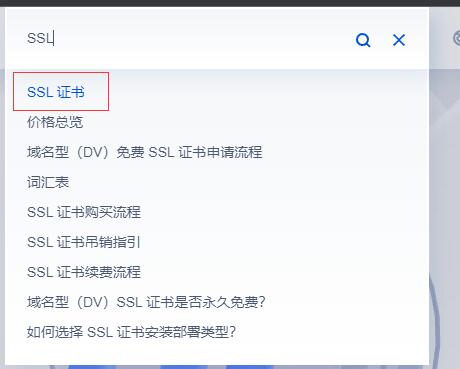 SSL
SSL 证书
价格总览
域名型（DV）免费 SSL 证书申请流程
词汇表
SSL 证书购买流程
SSL 证书吊销指引
SSL 证书续费流程
域名型（DV）SSL 证书是否永久免费？
如何选择 SSL 证书安装部署类型？